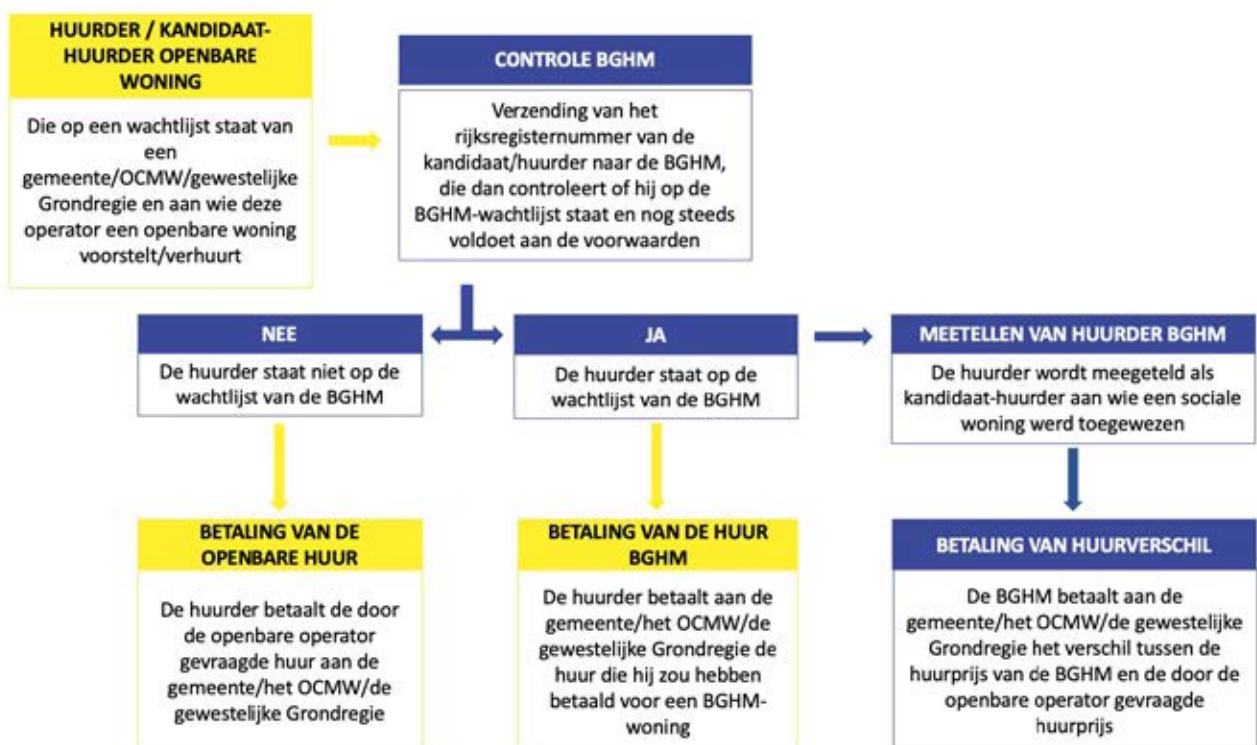 HUURDER / KANDIDAAT-
HUURDER OPENBARE
WONING
Die op een wachtlijst staat van
een
gemeente/OCMW/gewestelijke
Grondregie en aan wie deze
operator een openbare woning
voorstelt/verhuurt
CONTROLE BGHM
Verzending van het
rijksregisternummer van de
kandidaat/huurder naar de BGHM,
die dan controleert of hij op de
BGHM-wachtlijst staat en nog steeds
voldoet aan de voorwaarden
NEE
De huurder staat niet op de
wachtlijst van de BGHM
JA
De huurder staat op de
wachtlijst van de BGHM
MEETELLEN VAN HUURDER BGHM
De huurder wordt meegeteld als
kandidaat-huurder aan wie een sociale
woning werd toegewezen
BETALING VAN DE
OPENBARE HUUR
De huurder betaalt de door
de openbare operator
gevraagde huur aan de
gemeente/het OCMW/de
gewestelijke Grondregie
BETALING VAN DE HUUR
BGHM
De huurder betaalt aan de
gemeente/het OCMW/de
gewestelijke Grondregie de
huur die hij zou hebben
betaald voor een BGHM-
woning
BETALING VAN HUURVERSCHIL
De BGHM betaalt aan de
gemeente/het OCMW/de gewestelijke
Grondregie het verschil tussen de
huurprijs van de BGHM en de door de
openbare operator gevraagde
huurprijs